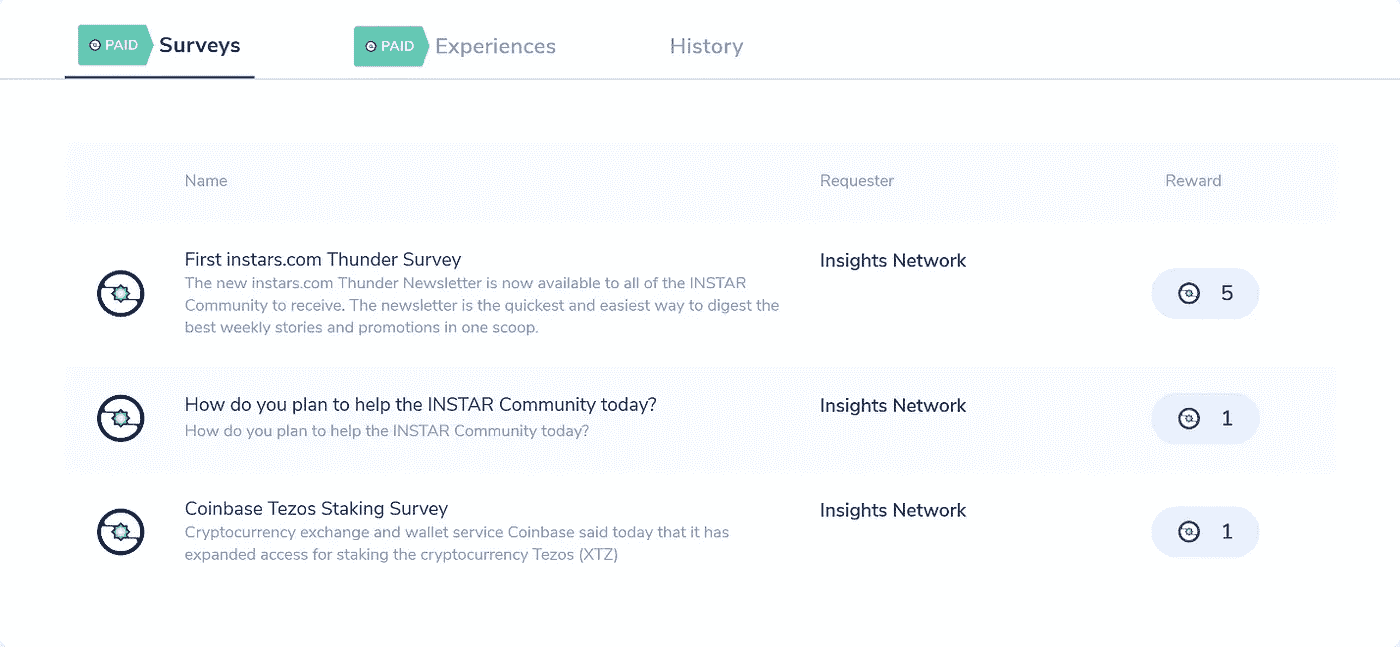 PAID Surveys PAID Experiences History
Name Requester Reward
First instars.com Thunder Survey Insights Network
The new instars.com Thunder Newsletter is now available to all of the INSTAR
Community to receive. The newsletter is the quickest and easiest way to digest the
best weekly stories and promotions in one scoop.
5
How do you plan to help the INSTAR Community today? Insights Network
How do you plan to help the INSTAR Community today?
1
Coinbase Tezos Staking Survey Insights Network
Cryptocurrency exchange and wallet service Coinbase said today that it has
expanded access for staking the cryptocurrency Tezos (XTZ)
1